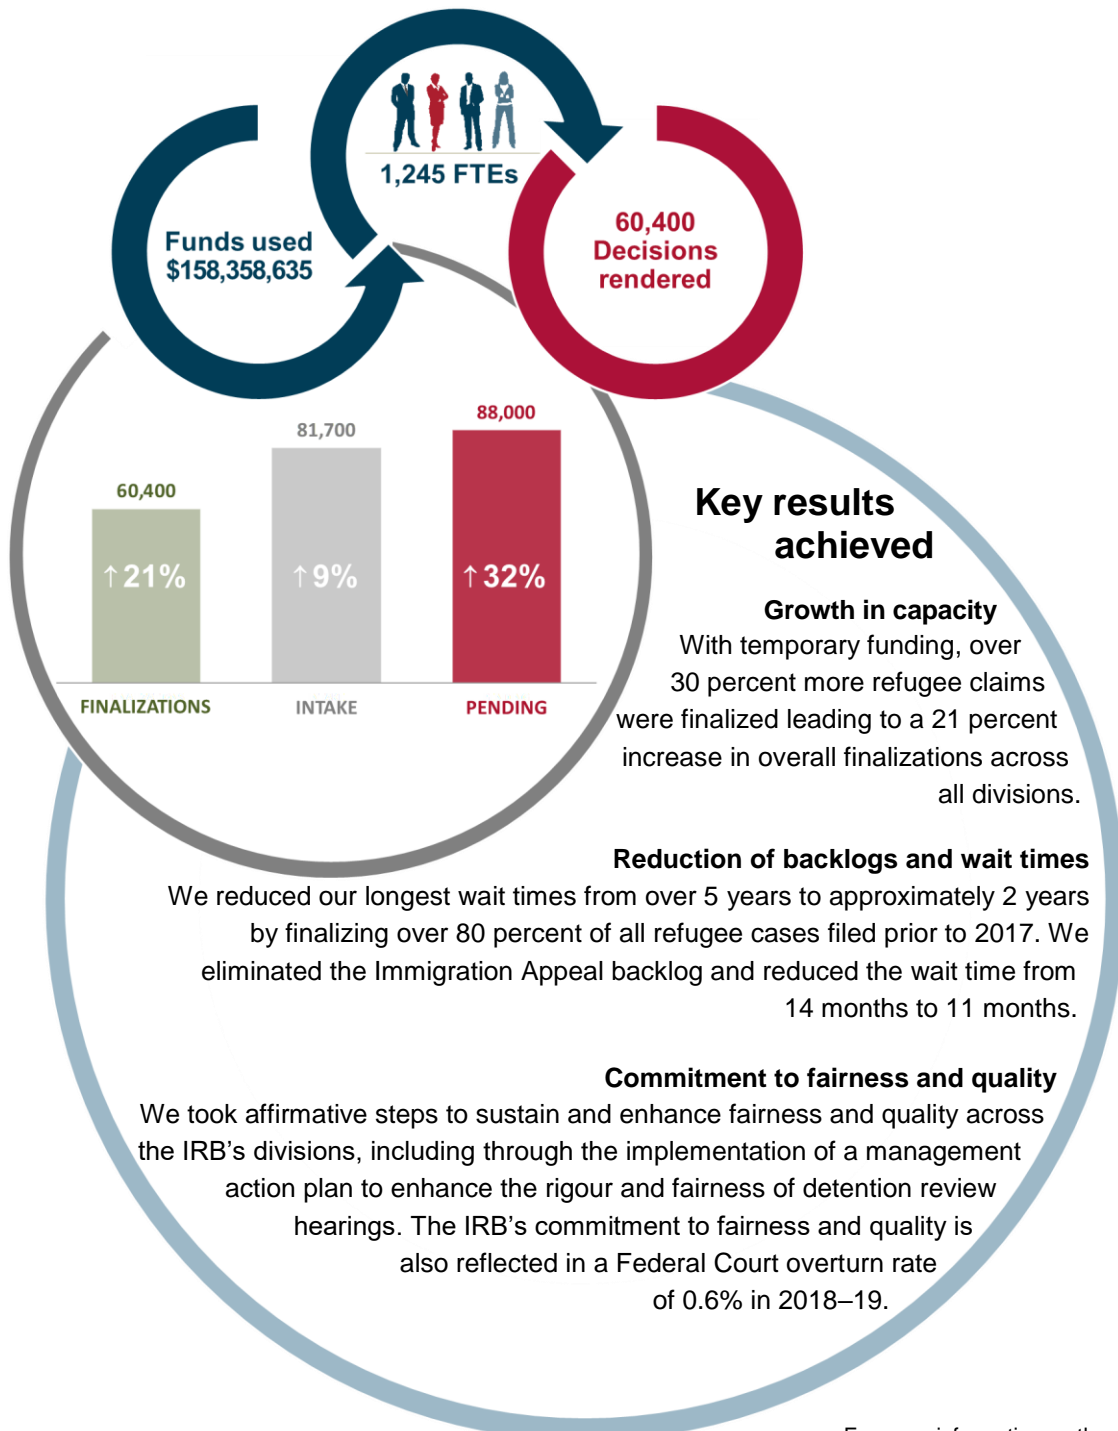 1,245 FTEs
Funds used
$158,358,635
60,400
Decisions
rendered
88,000
81,700
60,400
↑21%
↑9%
↑32%
FINALIZATIONS
INTAKE
PENDING
Key results
achieved
Growth in capacity
With temporary funding, over
30 percent more refugee claims
were finalized leading to a 21 percent
increase in overall finalizations across
all divisions.
Reduction of backlogs and wait times
We reduced our longest wait times from over 5 years to approximately 2 years
by finalizing over 80 percent of all refugee cases filed prior to 2017. We
eliminated the Immigration Appeal backlog and reduced the wait time from
14 months to 11 months.
Commitment to fairness and quality
We took affirmative steps to sustain and enhance fairness and quality across
the IRB's divisions, including through the implementation of a management
action plan to enhance the rigour and fairness of detention review
hearings. The IRB's commitment to fairness and quality is
also reflected in a Federal Court overturn rate
of 0.6% in 2018–19.